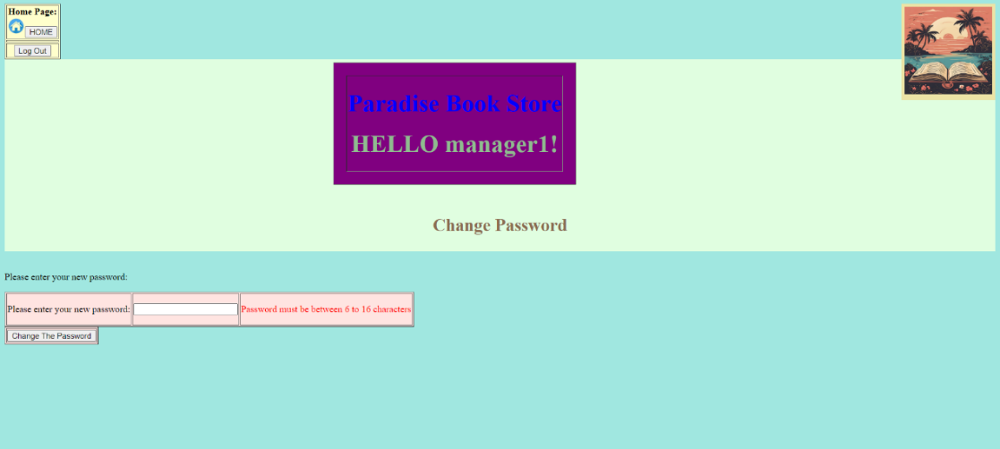 Home Page:
HOME
Log Out
Paradise Book Store
HELLO manager1!
Change Password
Please enter your new password:
Please enter your new password: Password must be between 6 to 16 characters
Change The Password